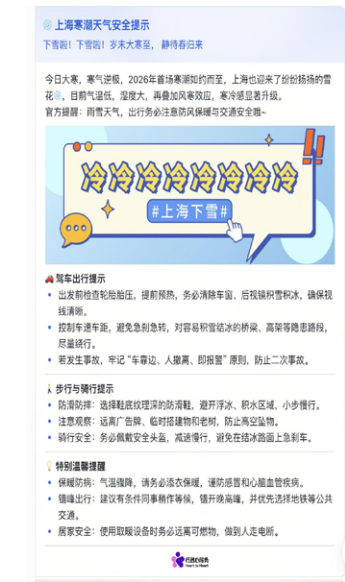 ❄️ 上海寒潮天气安全提示
下雪啦！下雪啦！岁末大寒至，静待春归来
今日大寒，寒气逆极，2026年首场寒潮如约而至，上海也迎来了纷纷扬扬的雪
花❄️，目前气温低，湿度大，再叠加风寒效应，寒冷感显著升级。
官方提醒：雨雪天气，出行务必注意防风保暖与交通安全哦~
冷冷冷冷冷冷冷冷!!
#上海下雪#
🚗 驾车出行提示
• 出发前检查轮胎胎压，提前预热，务必清除车窗、后视镜积雪积冰，确保视
线清晰。
• 控制车速车距，避免急刹急转，对容易积雪结冰的桥梁、高架等隐患路段，
尽量绕行。
• 若发生事故，牢记“车靠边、人撤离、即报警”原则，防止二次事故。
🚶 步行与骑行提示
• 防滑防摔：选择鞋底纹理深的防滑鞋，避开浮冰、积水区域，小步慢行。
• 注意观察：远离广告牌、临时搭建物和老树，防止高空坠物。
• 骑行安全：务必佩戴安全头盔，减速慢行，避免在结冰路面上急刹车。
💡 特别温馨提醒
• 保暖防病：气温骤降，请务必添衣保暖，谨防感冒和心脑血管疾病。
• 错峰出行：建议有条件同事稍作等候，错开晚高峰，并优先选择地铁等公共
交通。
• 居家安全：使用取暖设备时务必远离可燃物，做到人走电断。
Heart to Heart